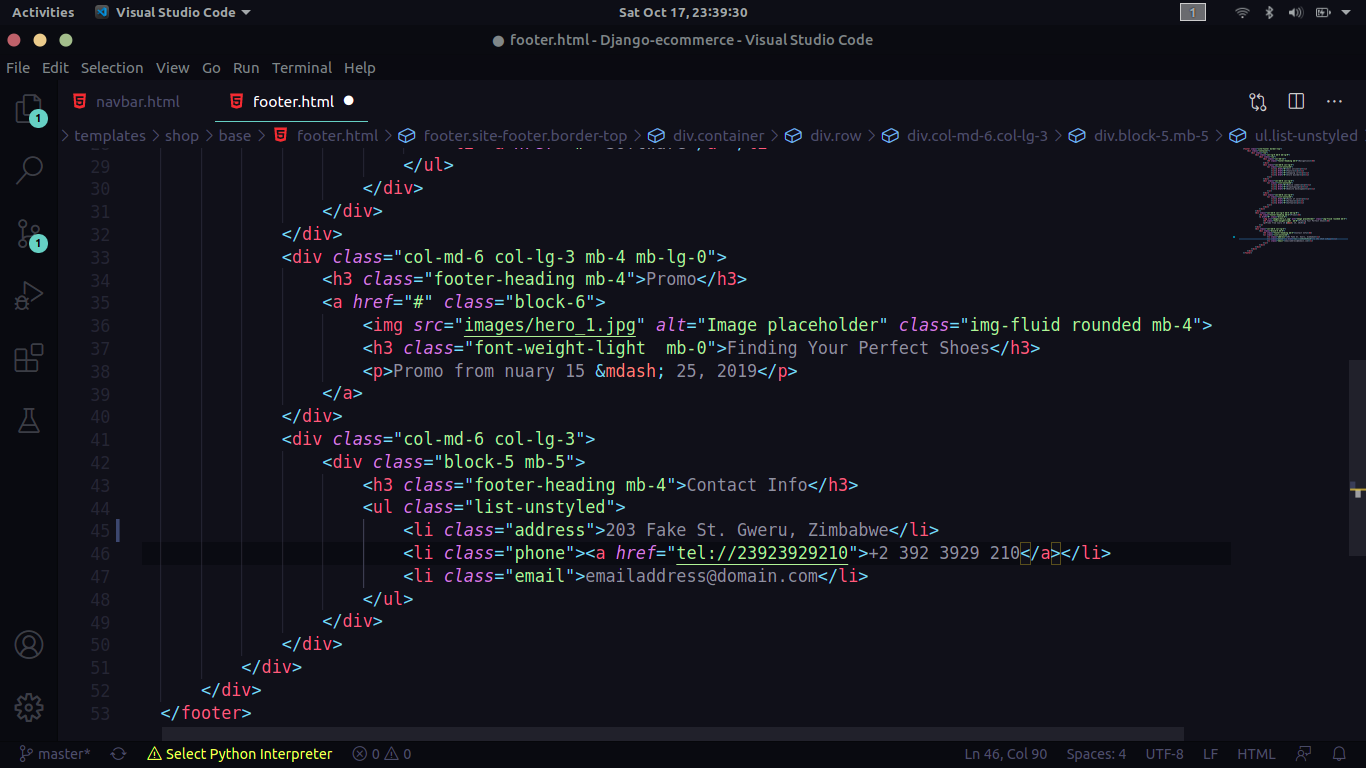 Activities Visual Studio Code Sat Oct 17, 23:39:30 1
footer.html - Django-ecommerce - Visual Studio Code
File Edit Selection View Go Run Terminal Help
navbar.html footer.html
templates > shop > base > footer.html > footer.site-footer.border-top > div.container > div.row > div.col-md-6.col-lg-3 > div.block-5.mb-5 > ul.list-unstyled
1
1
29 </ul>
30 </div>
31 </div>
32 </div>
33 <div class="col-md-6 col-lg-3 mb-4 mb-lg-0">
34 <h3 class="footer-heading mb-4">Promo</h3>
35 <a href="#" class="block-6">
36 <img src="images/hero_1.jpg" alt="Image placeholder" class="img-fluid rounded mb-4">
37 <h3 class="font-weight-light  mb-0">Finding Your Perfect Shoes</h3>
38 <p>Promo from nuary 15 &mdash; 25, 2019</p>
39 </a>
40 </div>
41 <div class="col-md-6 col-lg-3">
42 <div class="block-5 mb-5">
43 <h3 class="footer-heading mb-4">Contact Info</h3>
44 <ul class="list-unstyled">
45 <li class="address">203 Fake St. Gweru, Zimbabwe</li>
46 <li class="phone"><a href="tel://23923929210">+2 392 3929 210</a></li>
47 <li class="email">emailaddress@domain.com</li>
48 </ul>
49 </div>
50 </div>
51 </div>
52 </div>
53 </footer>
master* Select Python Interpreter 0 0 Ln 46, Col 90 Spaces: 4 UTF-8 LF HTML